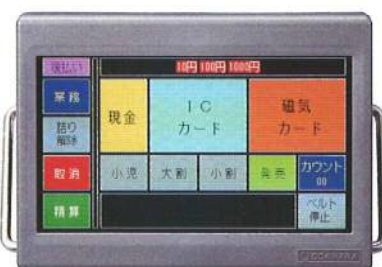 後払い
10円 100円 1000円
業務
詰り
解除
取消
精算
現金
IC
カード
磁気
カード
小児
大割
小割
発売
カウント
00
ベルト
停止